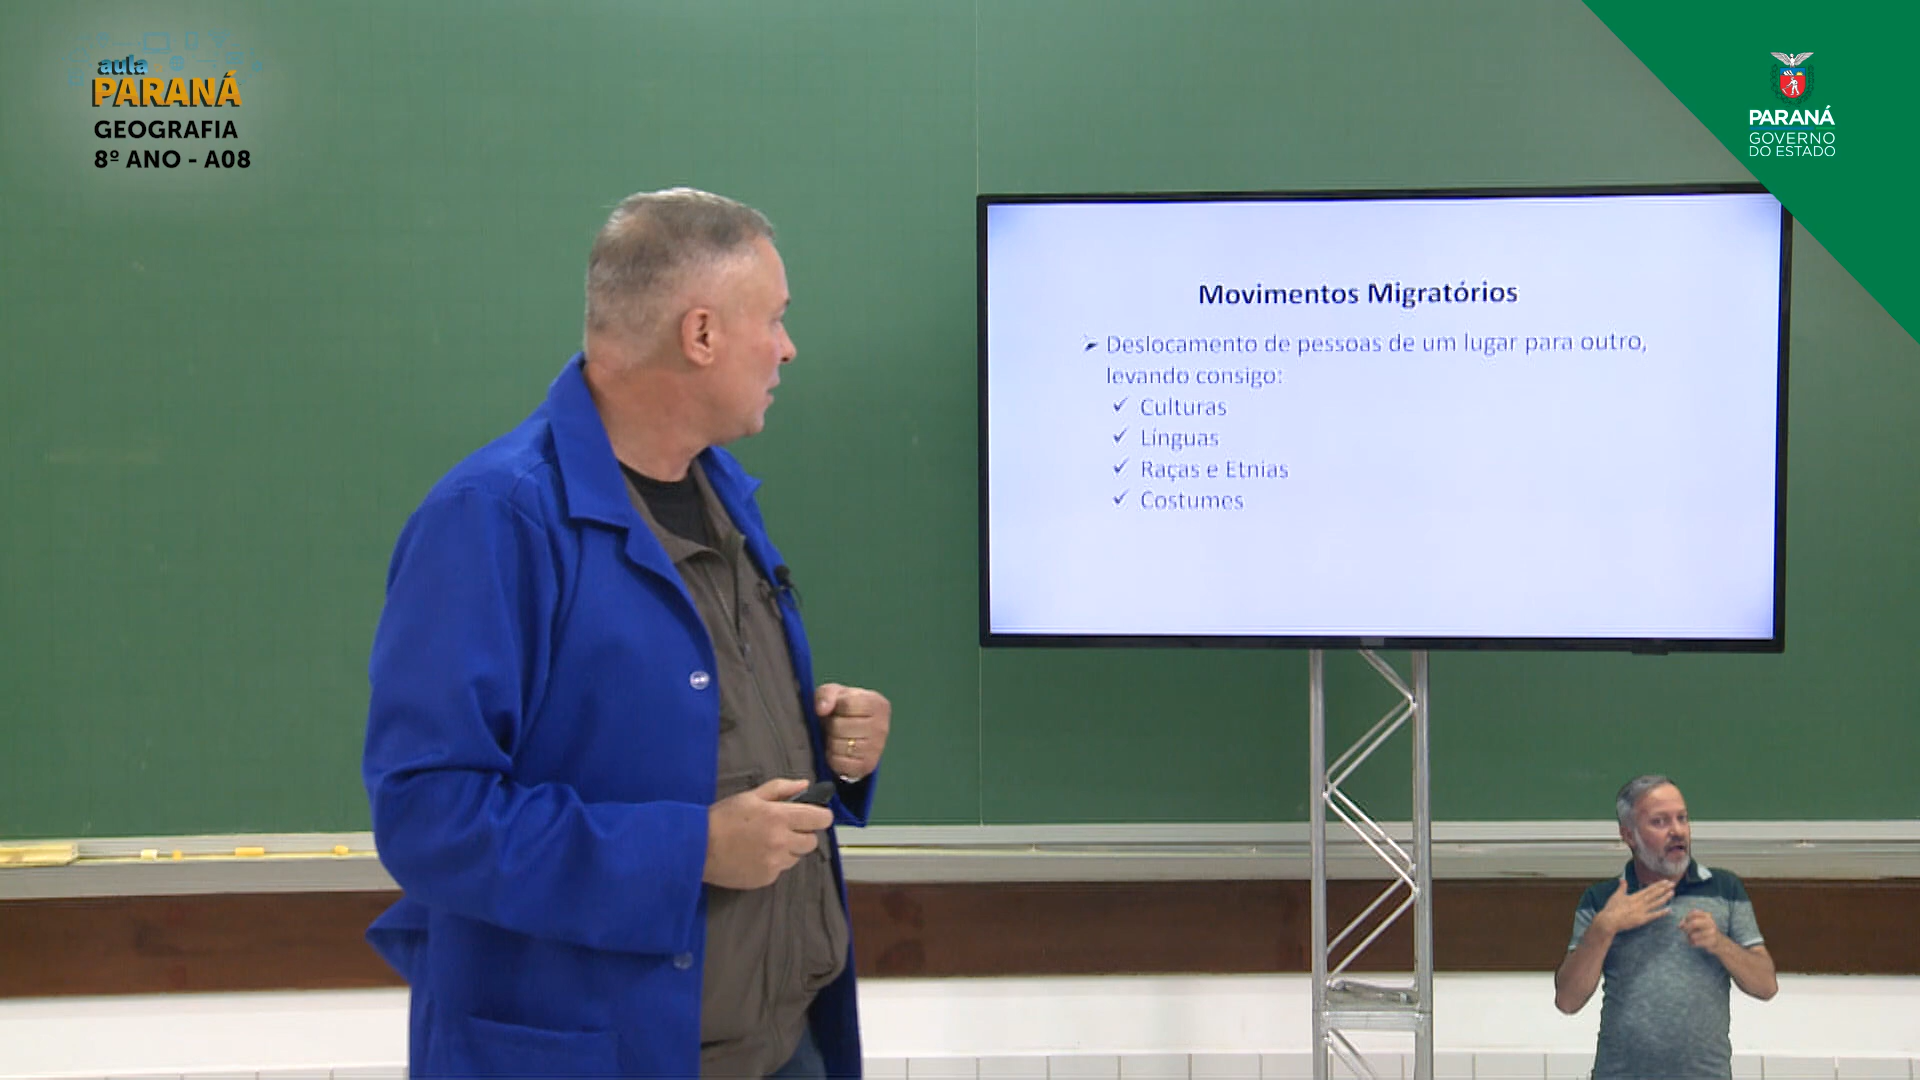 aula
PARANÁ
GEOGRAFIA
8º ANO - A08
PARANÁ
GOVERNO
DO ESTADO
Movimentos Migratórios
➢ Deslocamento de pessoas de um lugar para outro,
levando consigo:
✓ Culturas
✓ Línguas
✓ Raças e Etnias
✓ Costumes